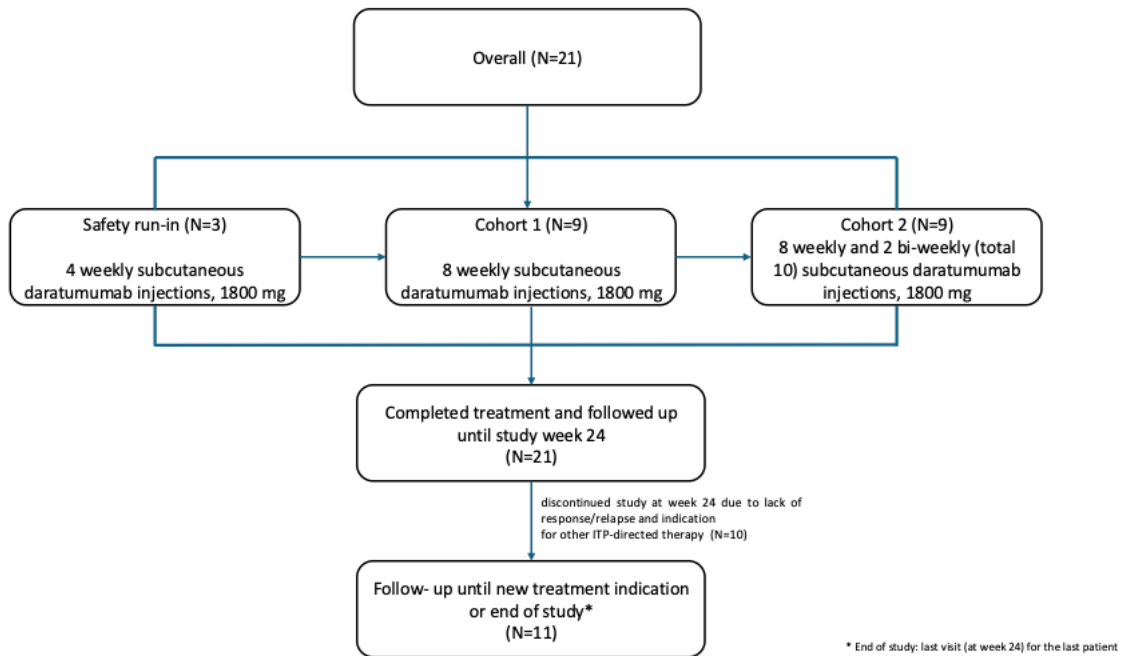 Overall (N=21)
Safety run-in (N=3)
4 weekly subcutaneous
daratumumab injections, 1800 mg
Cohort 1 (N=9)
8 weekly subcutaneous
daratumumab injections, 1800 mg
Cohort 2 (N=9)
8 weekly and 2 bi-weekly (total
10) subcutaneous daratumumab
injections, 1800 mg
Completed treatment and followed up
until study week 24
(N=21)
discontinued study at week 24 due to lack of
response/relapse and indication
for other ITP-directed therapy (N=10)
Follow- up until new treatment indication
or end of study*
(N=11)
* End of study: last visit (at week 24) for the last patient